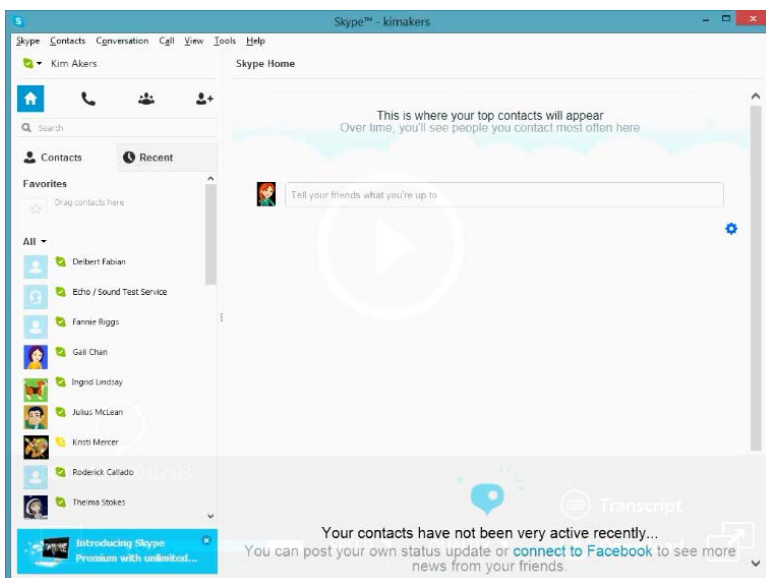 Skype™ - kimakers
Skype Contacts Conversation Call View Tools Help
Kim Akers
Skype Home
Search
Contacts Recent
Favorites
Drag contacts here
All
Delbert Fabian
Echo / Sound Test Service
Fannie Riggs
Gail Chan
Ingrid Lindsay
Julius McLean
Kristi Mercer
Roderick Callado
Thelma Stokes
Introducing Skype
Premium with unlimited...
This is where your top contacts will appear
Over time, you'll see people you contact most often here
Tell your friends what you're up to
Transcript
Your contacts have not been very active recently...
You can post your own status update or connect to Facebook to see more
news from your friends.